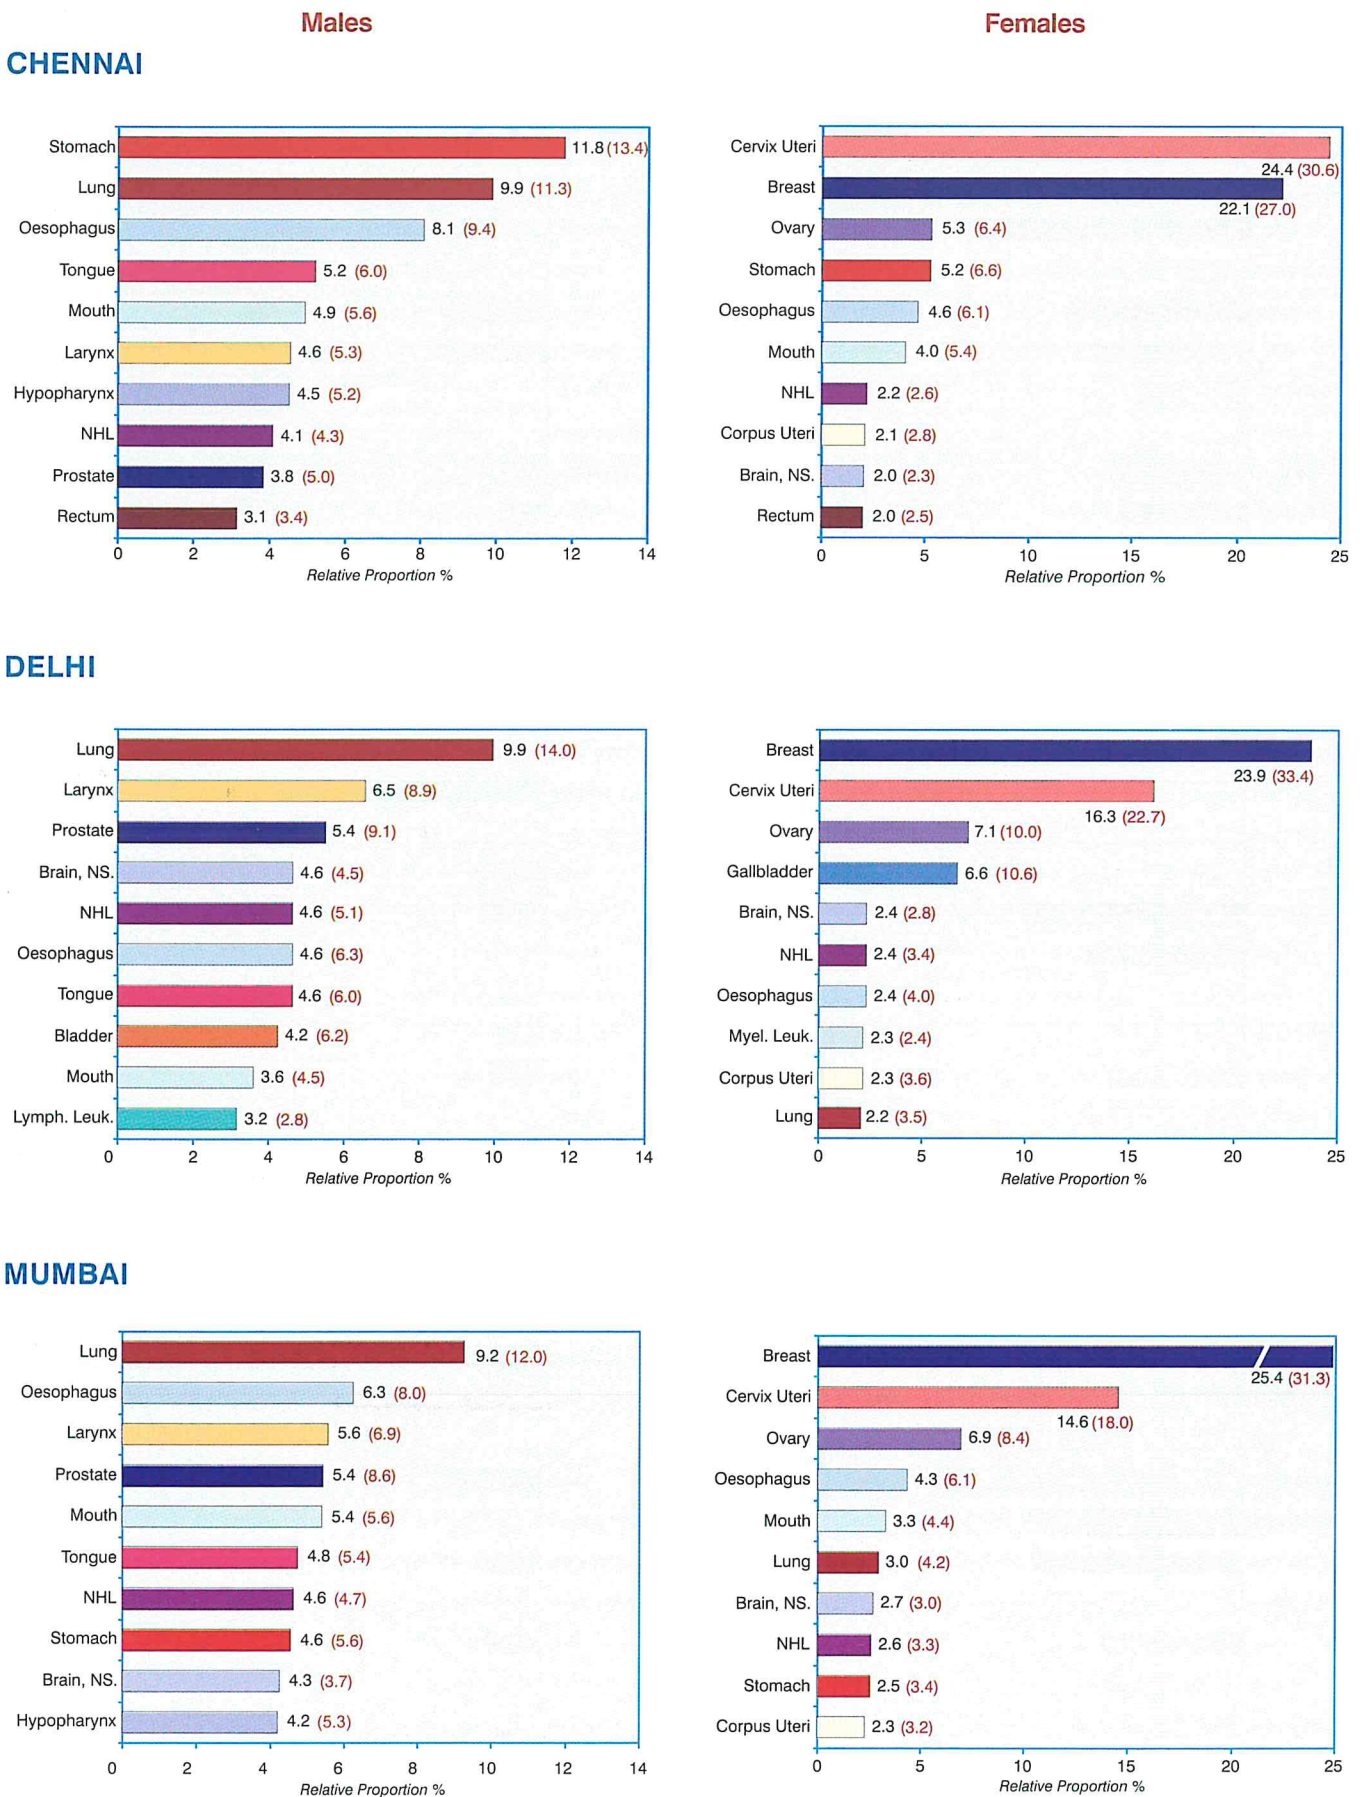 Males
Females
CHENNAI
Stomach 11.8 (13.4)
Lung 9.9 (11.3)
Oesophagus 8.1 (9.4)
Tongue 5.2 (6.0)
Mouth 4.9 (5.6)
Larynx 4.6 (5.3)
Hypopharynx 4.5 (5.2)
NHL 4.1 (4.3)
Prostate 3.8 (5.0)
Rectum 3.1 (3.4)
0 2 4 6 8 10 12 14
Relative Proportion %
Cervix Uteri 24.4 (30.6)
Breast 22.1 (27.0)
Ovary 5.3 (6.4)
Stomach 5.2 (6.6)
Oesophagus 4.6 (6.1)
Mouth 4.0 (5.4)
NHL 2.2 (2.6)
Corpus Uteri 2.1 (2.8)
Brain, NS. 2.0 (2.3)
Rectum 2.0 (2.5)
0 5 10 15 20 25
Relative Proportion %
DELHI
Lung 9.9 (14.0)
Larynx 6.5 (8.9)
Prostate 5.4 (9.1)
Brain, NS. 4.6 (4.5)
NHL 4.6 (5.1)
Oesophagus 4.6 (6.3)
Tongue 4.6 (6.0)
Bladder 4.2 (6.2)
Mouth 3.6 (4.5)
Lymph. Leuk. 3.2 (2.8)
0 2 4 6 8 10 12 14
Relative Proportion %
Breast 23.9 (33.4)
Cervix Uteri 16.3 (22.7)
Ovary 7.1 (10.0)
Gallbladder 6.6 (10.6)
Brain, NS. 2.4 (2.8)
NHL 2.4 (3.4)
Oesophagus 2.4 (4.0)
Myel. Leuk. 2.3 (2.4)
Corpus Uteri 2.3 (3.6)
Lung 2.2 (3.5)
0 5 10 15 20 25
Relative Proportion %
MUMBAI
Lung 9.2 (12.0)
Oesophagus 6.3 (8.0)
Larynx 5.6 (6.9)
Prostate 5.4 (8.6)
Mouth 5.4 (5.6)
Tongue 4.8 (5.4)
NHL 4.6 (4.7)
Stomach 4.6 (5.6)
Brain, NS. 4.3 (3.7)
Hypopharynx 4.2 (5.3)
0 2 4 6 8 10 12 14
Relative Proportion %
Breast 25.4 (31.3)
Cervix Uteri 14.6 (18.0)
Ovary 6.9 (8.4)
Oesophagus 4.3 (6.1)
Mouth 3.3 (4.4)
Lung 3.0 (4.2)
Brain, NS. 2.7 (3.0)
NHL 2.6 (3.3)
Stomach 2.5 (3.4)
Corpus Uteri 2.3 (3.2)
0 5 10 15 20 25
Relative Proportion %